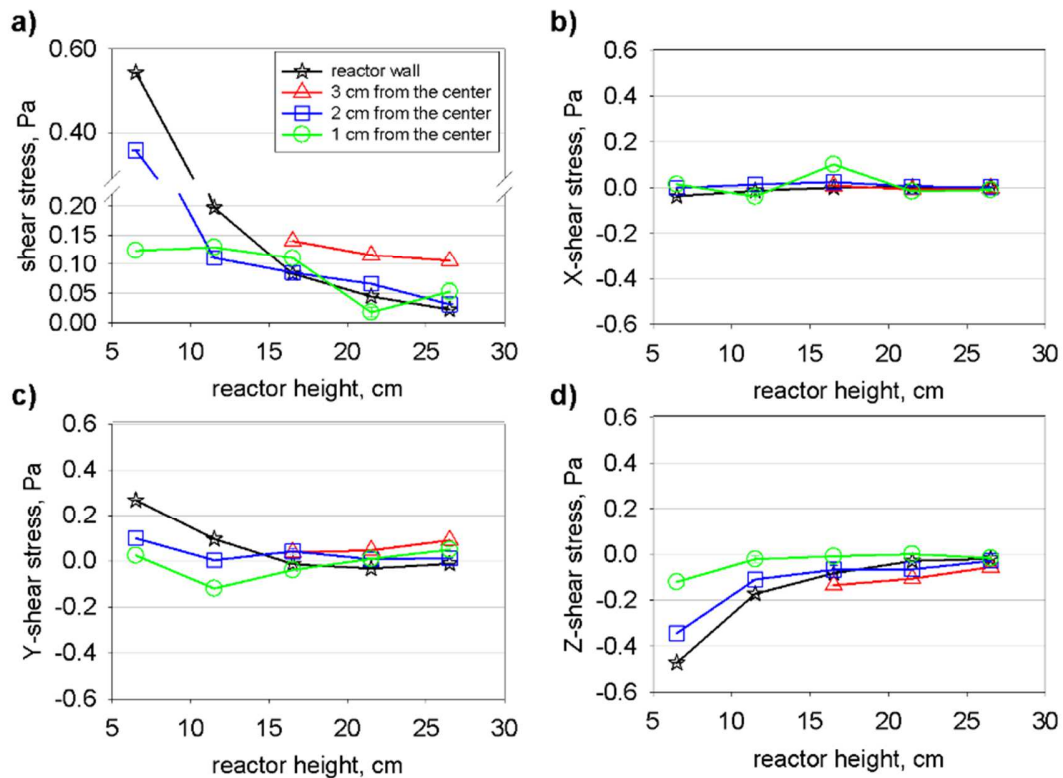 a)
0.60
0.40
0.20
0.15
0.10
0.05
0.00
shear stress, Pa
reactor wall
3 cm from the center
2 cm from the center
1 cm from the center
5 10 15 20 25 30
reactor height, cm
b)
0.6
0.4
0.2
0.0
-0.2
-0.4
-0.6
X-shear stress, Pa
5 10 15 20 25 30
reactor height, cm
c)
0.6
0.4
0.2
0.0
-0.2
-0.4
-0.6
Y-shear stress, Pa
5 10 15 20 25 30
reactor height, cm
d)
0.6
0.4
0.2
0.0
-0.2
-0.4
-0.6
Z-shear stress, Pa
5 10 15 20 25 30
reactor height, cm